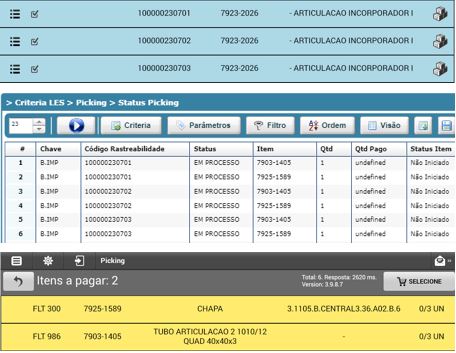 100000230701 7923-2026 - ARTICULACAO INCORPORADOR I
100000230702 7923-2026 - ARTICULACAO INCORPORADOR I
100000230703 7923-2026 - ARTICULACAO INCORPORADOR I
> Criteria LES > Picking > Status Picking
23 Criteria Parâmetros Filtro Ordem Visão
# Chave Código Rastreabilidade Status Item Qtd Qtd Pago Status Item
1 B.IMP 100000230701 EM PROCESSO 7903-1405 1 undefined Não Iniciado
2 B.IMP 100000230701 EM PROCESSO 7925-1589 1 undefined Não Iniciado
3 B.IMP 100000230702 EM PROCESSO 7903-1405 1 undefined Não Iniciado
4 B.IMP 100000230702 EM PROCESSO 7925-1589 1 undefined Não Iniciado
5 B.IMP 100000230703 EM PROCESSO 7903-1405 1 undefined Não Iniciado
6 B.IMP 100000230703 EM PROCESSO 7925-1589 1 undefined Não Iniciado
Picking
Itens a pagar: 2 Total: 6. Resposta: 2620 ms. SELECIONE
Version: 3.9.8.7
FLT 300 7925-1589 CHAPA 3.1105.B.CENTRAL3.36.A02.B.6 0/3 UN
FLT 986 7903-1405 TUBO ARTICULACAO 2 1010/12 - 0/3 UN
QUAD 40x40x3